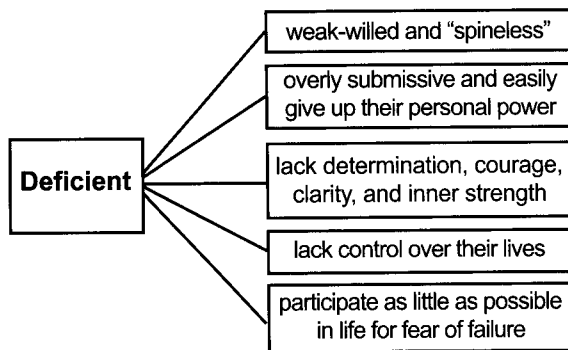 weak-willed and “spineless”
overly submissive and easily
give up their personal power
Deficient
lack determination, courage,
clarity, and inner strength
lack control over their lives
participate as little as possible
in life for fear of failure